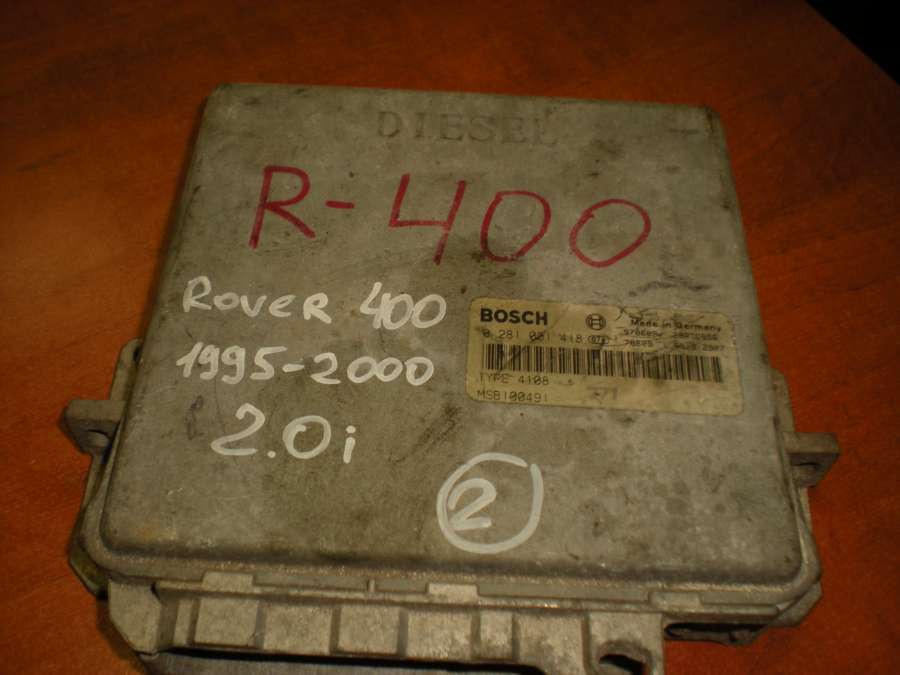 DIESEL
R-400
Rover 400
1995-2000
2.0i
2
BOSCH
Made in Germany
0 281 001 418
TYPE 4108
MSB100491